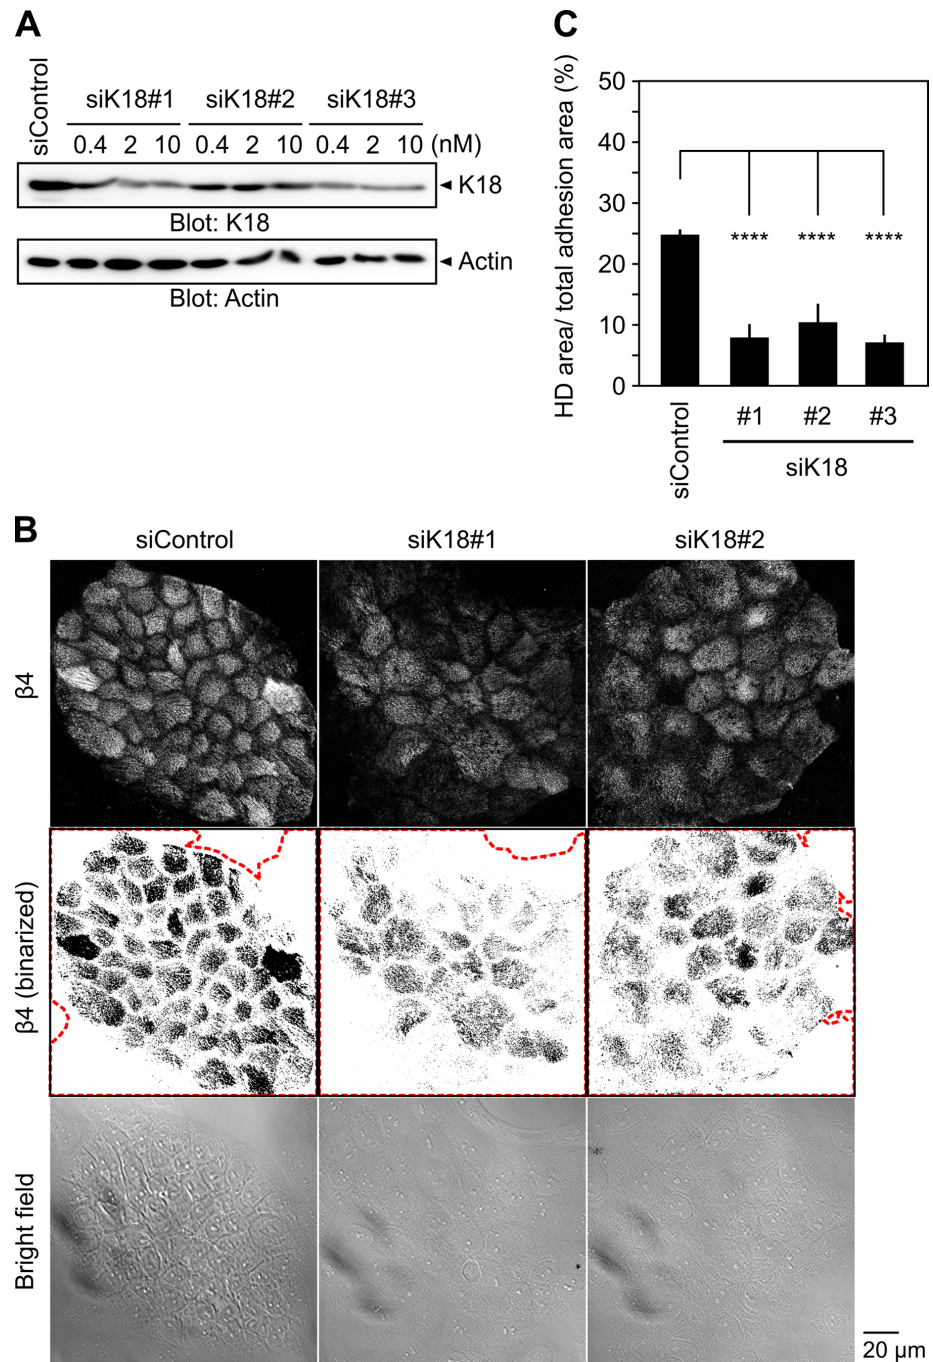 A
siControl
siK18#1 siK18#2 siK18#3
0.4 2 10 0.4 2 10 0.4 2 10 (nM)
K18
Blot: K18
Actin
Blot: Actin
C
HD area/ total adhesion area (%)
50
40
30
20
10
0
**** **** ****
siControl
#1 #2 #3
siK18
B
siControl siK18#1 siK18#2
β4
β4 (binarized)
Bright field
20 µm